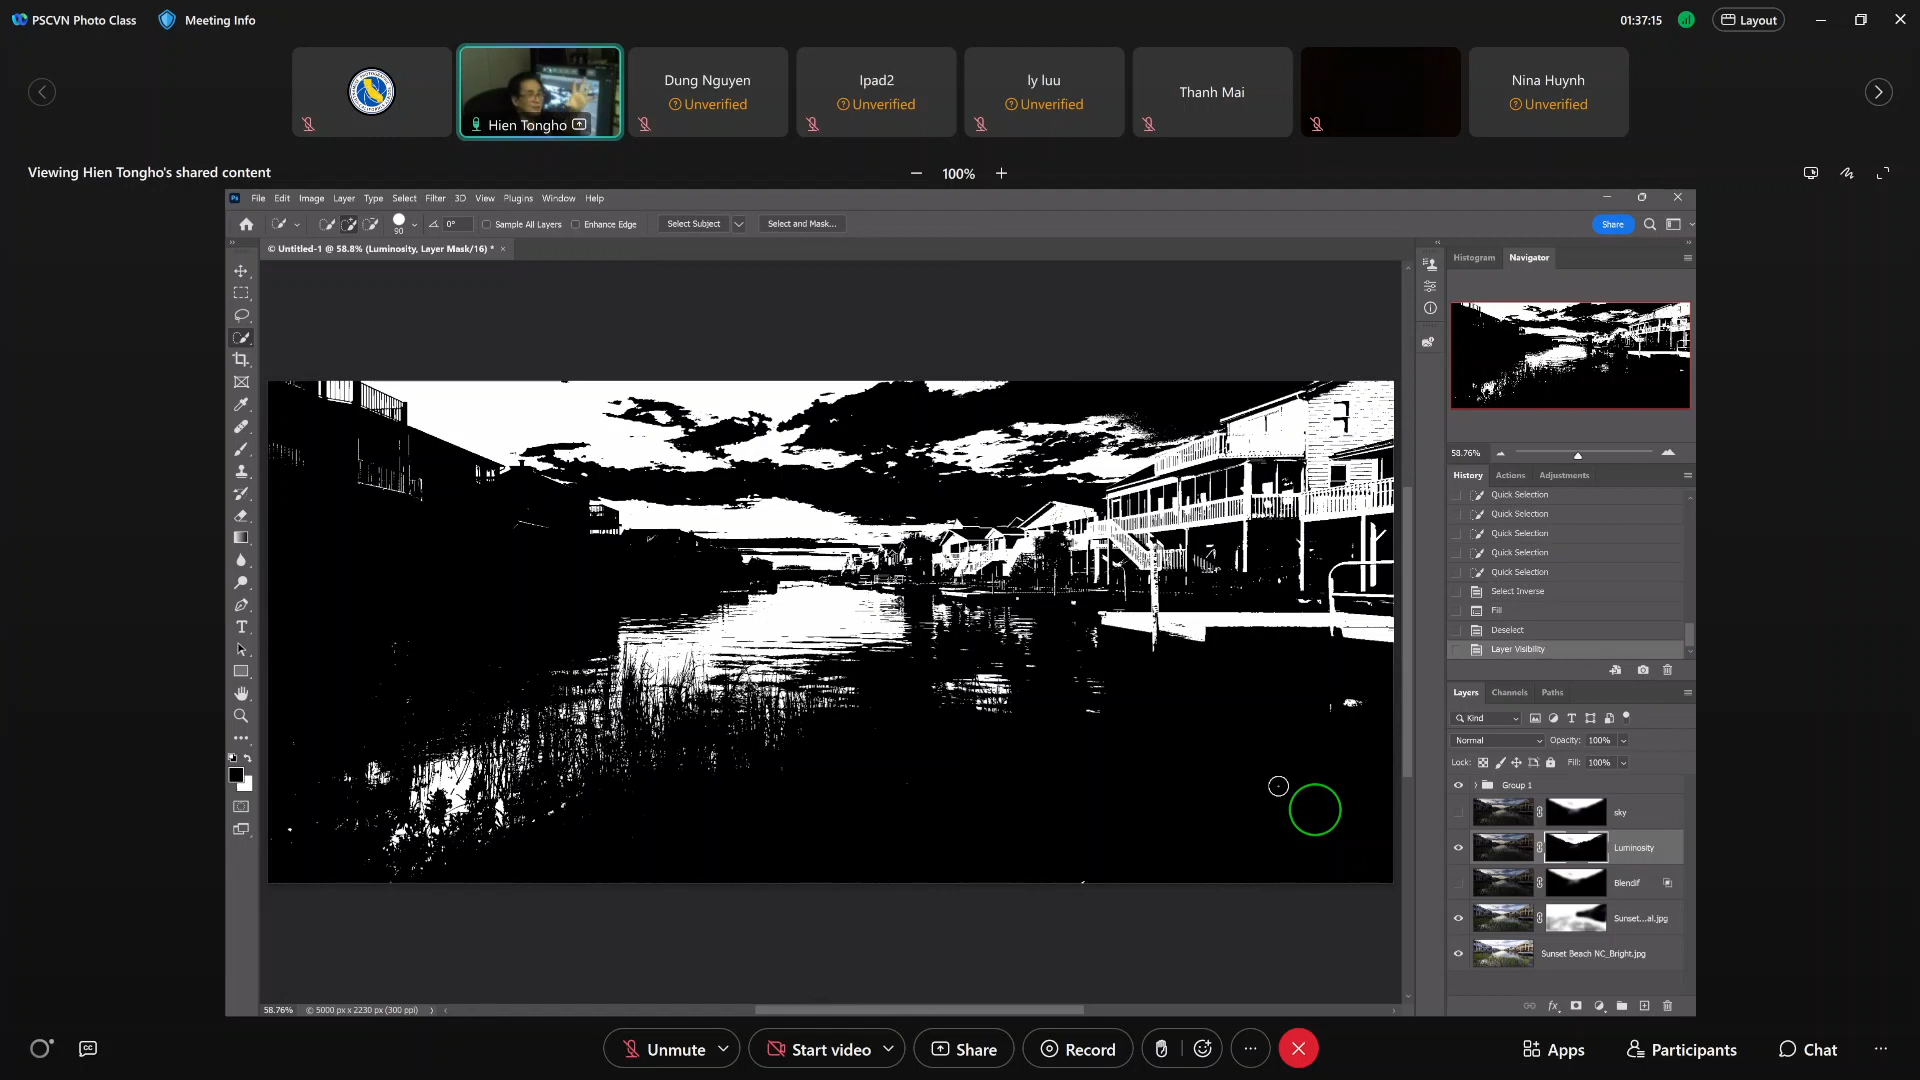 PSCVN Photo Class
Meeting Info
01:37:15
Layout
Hien Tongho
Dung Nguyen
Unverified
Ipad2
Unverified
ly luu
Unverified
Thanh Mai
Nina Huynh
Unverified
Viewing Hien Tongho's shared content
100%
Ps File Edit Image Layer Type Select Filter 3D View Plugins Window Help
90
0°
Sample All Layers
Enhance Edge
Select Subject
Select and Mask...
Share
© Untitled-1 @ 58.8% (Luminosity, Layer Mask/16) *
Histogram
Navigator
58.76%
History
Actions
Adjustments
Quick Selection
Quick Selection
Quick Selection
Quick Selection
Quick Selection
Select Inverse
Fill
Deselect
Layer Visibility
Layers
Channels
Paths
Kind
Normal
Opacity: 100%
Lock:
Fill: 100%
Group 1
sky
Luminosity
Blendif
Sunset...al.jpg
Sunset Beach NC_Bright.jpg
fx
58.76%
© 5000 px x 2230 px (300 ppi)
CC
Unmute
Start video
Share
Record
Apps
Participants
Chat